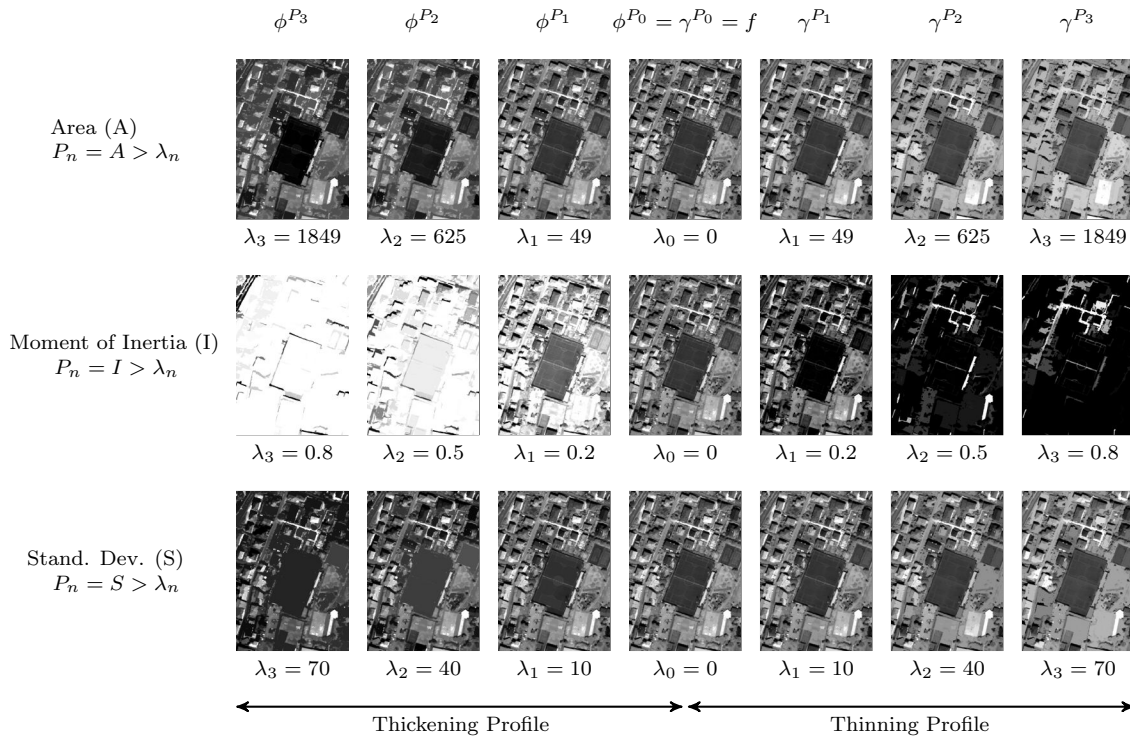 ϕ^{P_3} ϕ^{P_2} ϕ^{P_1} ϕ^{P_0} = γ^{P_0} = f γ^{P_1} γ^{P_2} γ^{P_3}
Area (A)
P_n = A > λ_n
λ_3 = 1849 λ_2 = 625 λ_1 = 49 λ_0 = 0 λ_1 = 49 λ_2 = 625 λ_3 = 1849
Moment of Inertia (I)
P_n = I > λ_n
λ_3 = 0.8 λ_2 = 0.5 λ_1 = 0.2 λ_0 = 0 λ_1 = 0.2 λ_2 = 0.5 λ_3 = 0.8
Stand. Dev. (S)
P_n = S > λ_n
λ_3 = 70 λ_2 = 40 λ_1 = 10 λ_0 = 0 λ_1 = 10 λ_2 = 40 λ_3 = 70
Thickening Profile Thinning Profile